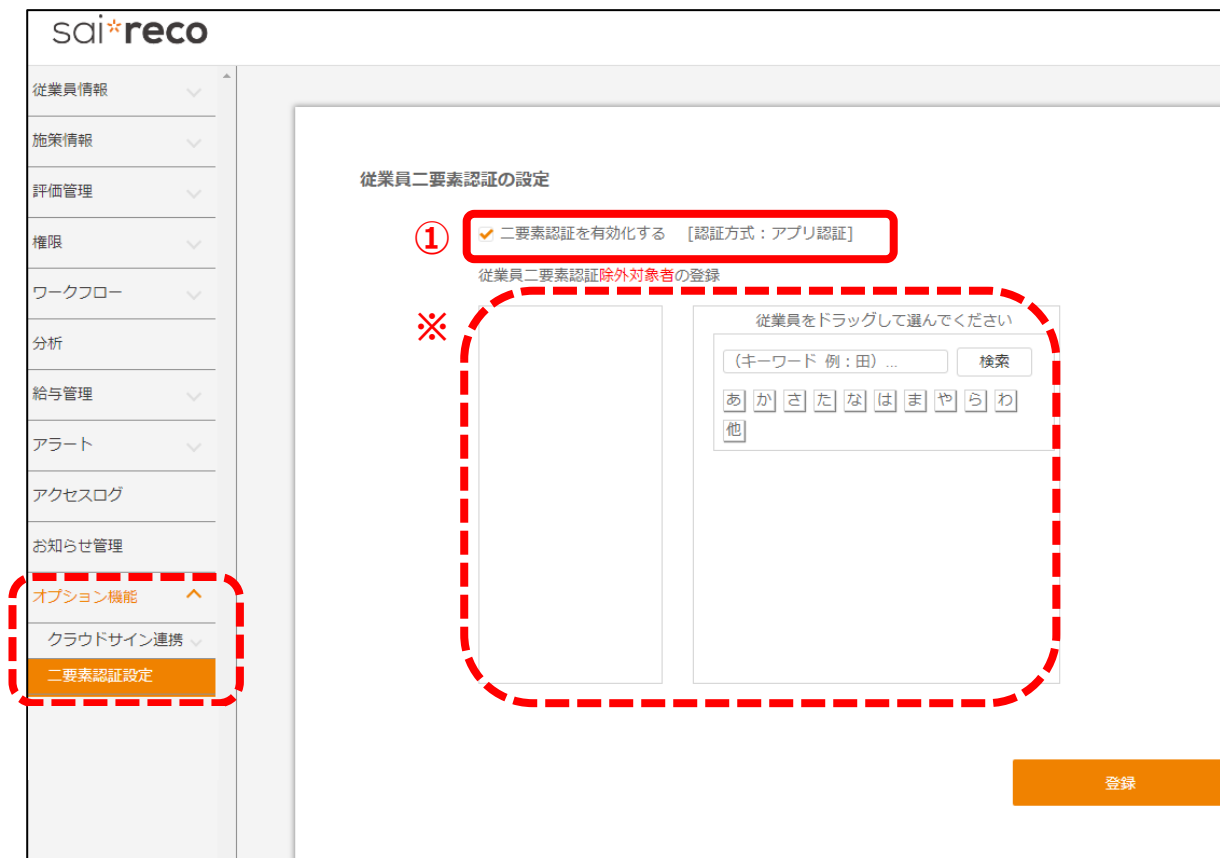 sai*reco
従業員情報
施策情報
評価管理
権限
ワークフロー
分析
給与管理
アラート
アクセスログ
お知らせ管理
オプション機能
クラウドサイン連携
二要素認証設定
従業員二要素認証の設定
① 二要素認証を有効化する [認証方式：アプリ認証]
従業員二要素認証除外対象者の登録
※
従業員をドラッグして選んでください
（キーワード 例：田）... 検索
あ か さ た な は ま や ら わ
他
登録